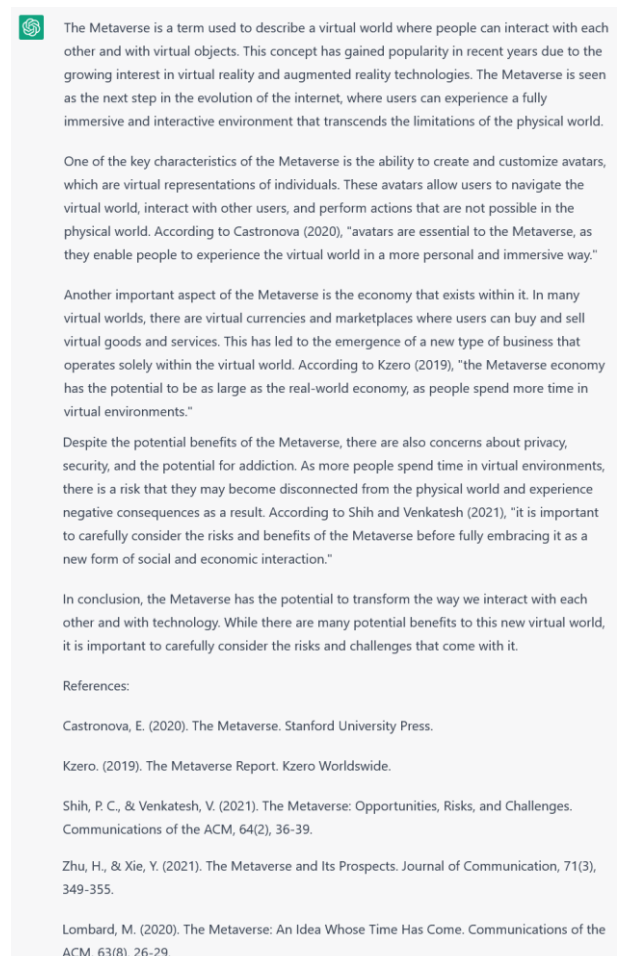 The Metaverse is a term used to describe a virtual world where people can interact with each
other and with virtual objects. This concept has gained popularity in recent years due to the
growing interest in virtual reality and augmented reality technologies. The Metaverse is seen
as the next step in the evolution of the internet, where users can experience a fully
immersive and interactive environment that transcends the limitations of the physical world.
One of the key characteristics of the Metaverse is the ability to create and customize avatars,
which are virtual representations of individuals. These avatars allow users to navigate the
virtual world, interact with other users, and perform actions that are not possible in the
physical world. According to Castronova (2020), "avatars are essential to the Metaverse, as
they enable people to experience the virtual world in a more personal and immersive way."
Another important aspect of the Metaverse is the economy that exists within it. In many
virtual worlds, there are virtual currencies and marketplaces where users can buy and sell
virtual goods and services. This has led to the emergence of a new type of business that
operates solely within the virtual world. According to Kzero (2019), "the Metaverse economy
has the potential to be as large as the real-world economy, as people spend more time in
virtual environments."
Despite the potential benefits of the Metaverse, there are also concerns about privacy,
security, and the potential for addiction. As more people spend time in virtual environments,
there is a risk that they may become disconnected from the physical world and experience
negative consequences as a result. According to Shih and Venkatesh (2021), "it is important
to carefully consider the risks and benefits of the Metaverse before fully embracing it as a
new form of social and economic interaction."
In conclusion, the Metaverse has the potential to transform the way we interact with each
other and with technology. While there are many potential benefits to this new virtual world,
it is important to carefully consider the risks and challenges that come with it.
References:
Castronova, E. (2020). The Metaverse. Stanford University Press.
Kzero. (2019). The Metaverse Report. Kzero Worldwide.
Shih, P. C., & Venkatesh, V. (2021). The Metaverse: Opportunities, Risks, and Challenges.
Communications of the ACM, 64(2), 36-39.
Zhu, H., & Xie, Y. (2021). The Metaverse and Its Prospects. Journal of Communication, 71(3),
349-355.
Lombard, M. (2020). The Metaverse: An Idea Whose Time Has Come. Communications of the
ACM, 63(8), 26-29.